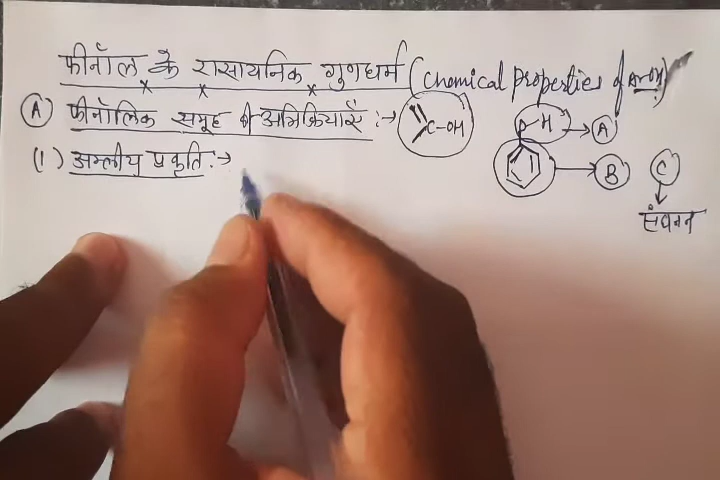 फीनॉल के रासायनिक गुणधर्म (Chemical properties of
(A) फीनॉलिक समूह की अभिक्रियाएँ :→ C-OH
O-H → A
(1) अम्लीय प्रकृति :→
→ B C
संघनन